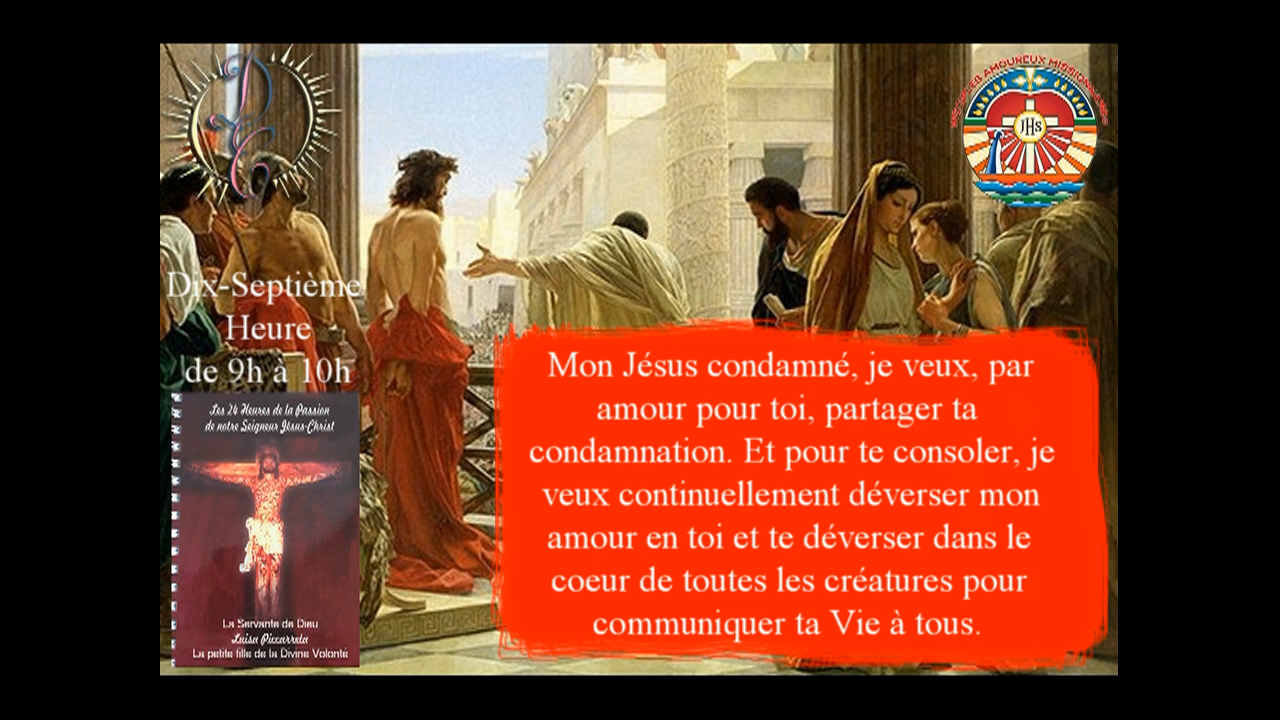 AMOUREUX MISSION
JHS
Dix-Septième
Heure
de 9h à 10h
Les 24 Heures de la Passion
de notre Seigneur Jésus-Christ
La Servante de Dieu
Luisa Piccarreta
La petite fille de la Divine Volonté
Mon Jésus condamné, je veux, par
amour pour toi, partager ta
condamnation. Et pour te consoler, je
veux continuellement déverser mon
amour en toi et te déverser dans le
coeur de toutes les créatures pour
communiquer ta Vie à tous.